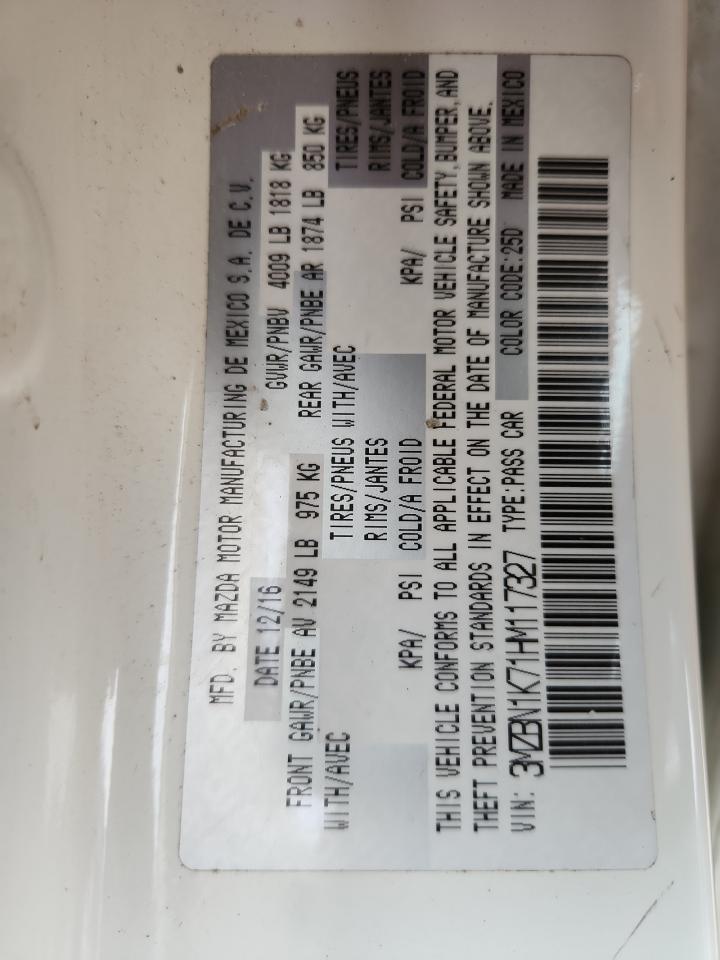 MFD. BY MAZDA MOTOR MANUFACTURING DE MEXICO S.A. DE C.V.
DATE 12/16 GVWR/PNBV 4009 LB 1818 KG
FRONT GAWR/PNBE AV 2149 LB 975 KG REAR GAWR/PNBE AR 1874 LB 850 KG
WITH/AVEC TIRES/PNEUS WITH/AVEC TIRES/PNEUS
RIMS/JANTES RIMS/JANTES
KPA/ PSI COLD/A FROID KPA/ PSI COLD/A FROID
THIS VEHICLE CONFORMS TO ALL APPLICABLE FEDERAL MOTOR VEHICLE SAFETY, BUMPER, AND
THEFT PREVENTION STANDARDS IN EFFECT ON THE DATE OF MANUFACTURE SHOWN ABOVE.
VIN: 3MZBN1K71HM117327 TYPE:PASS CAR COLOR CODE:25D MADE IN MEXICO